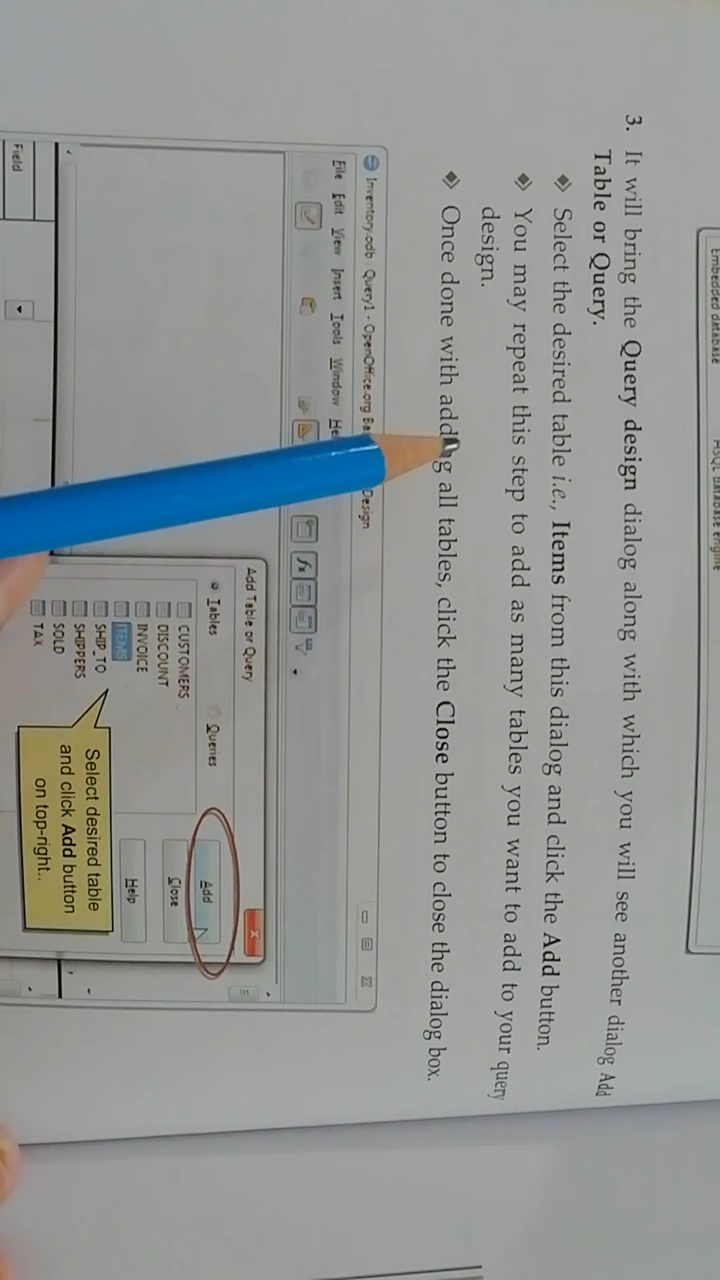 Embedded database HSQL database engine
3. It will bring the Query design dialog along with which you will see another dialog Add
Table or Query.
Select the desired table i.e., Items from this dialog and click the Add button.
You may repeat this step to add as many tables you want to add to your query
design.
Once done with adding all tables, click the Close button to close the dialog box.
Inventory.odb Query1 - OpenOffice.org Design
File Edit View Insert Tools Window
Add Table or Query
Tables Queries
Add
CUSTOMERS
Close
DISCOUNT
INVOICE
Help
ITEMS
SHIP_TO
SHIPPERS
SOLD
TAX
Select desired table
and click Add button
on top-right..
Field